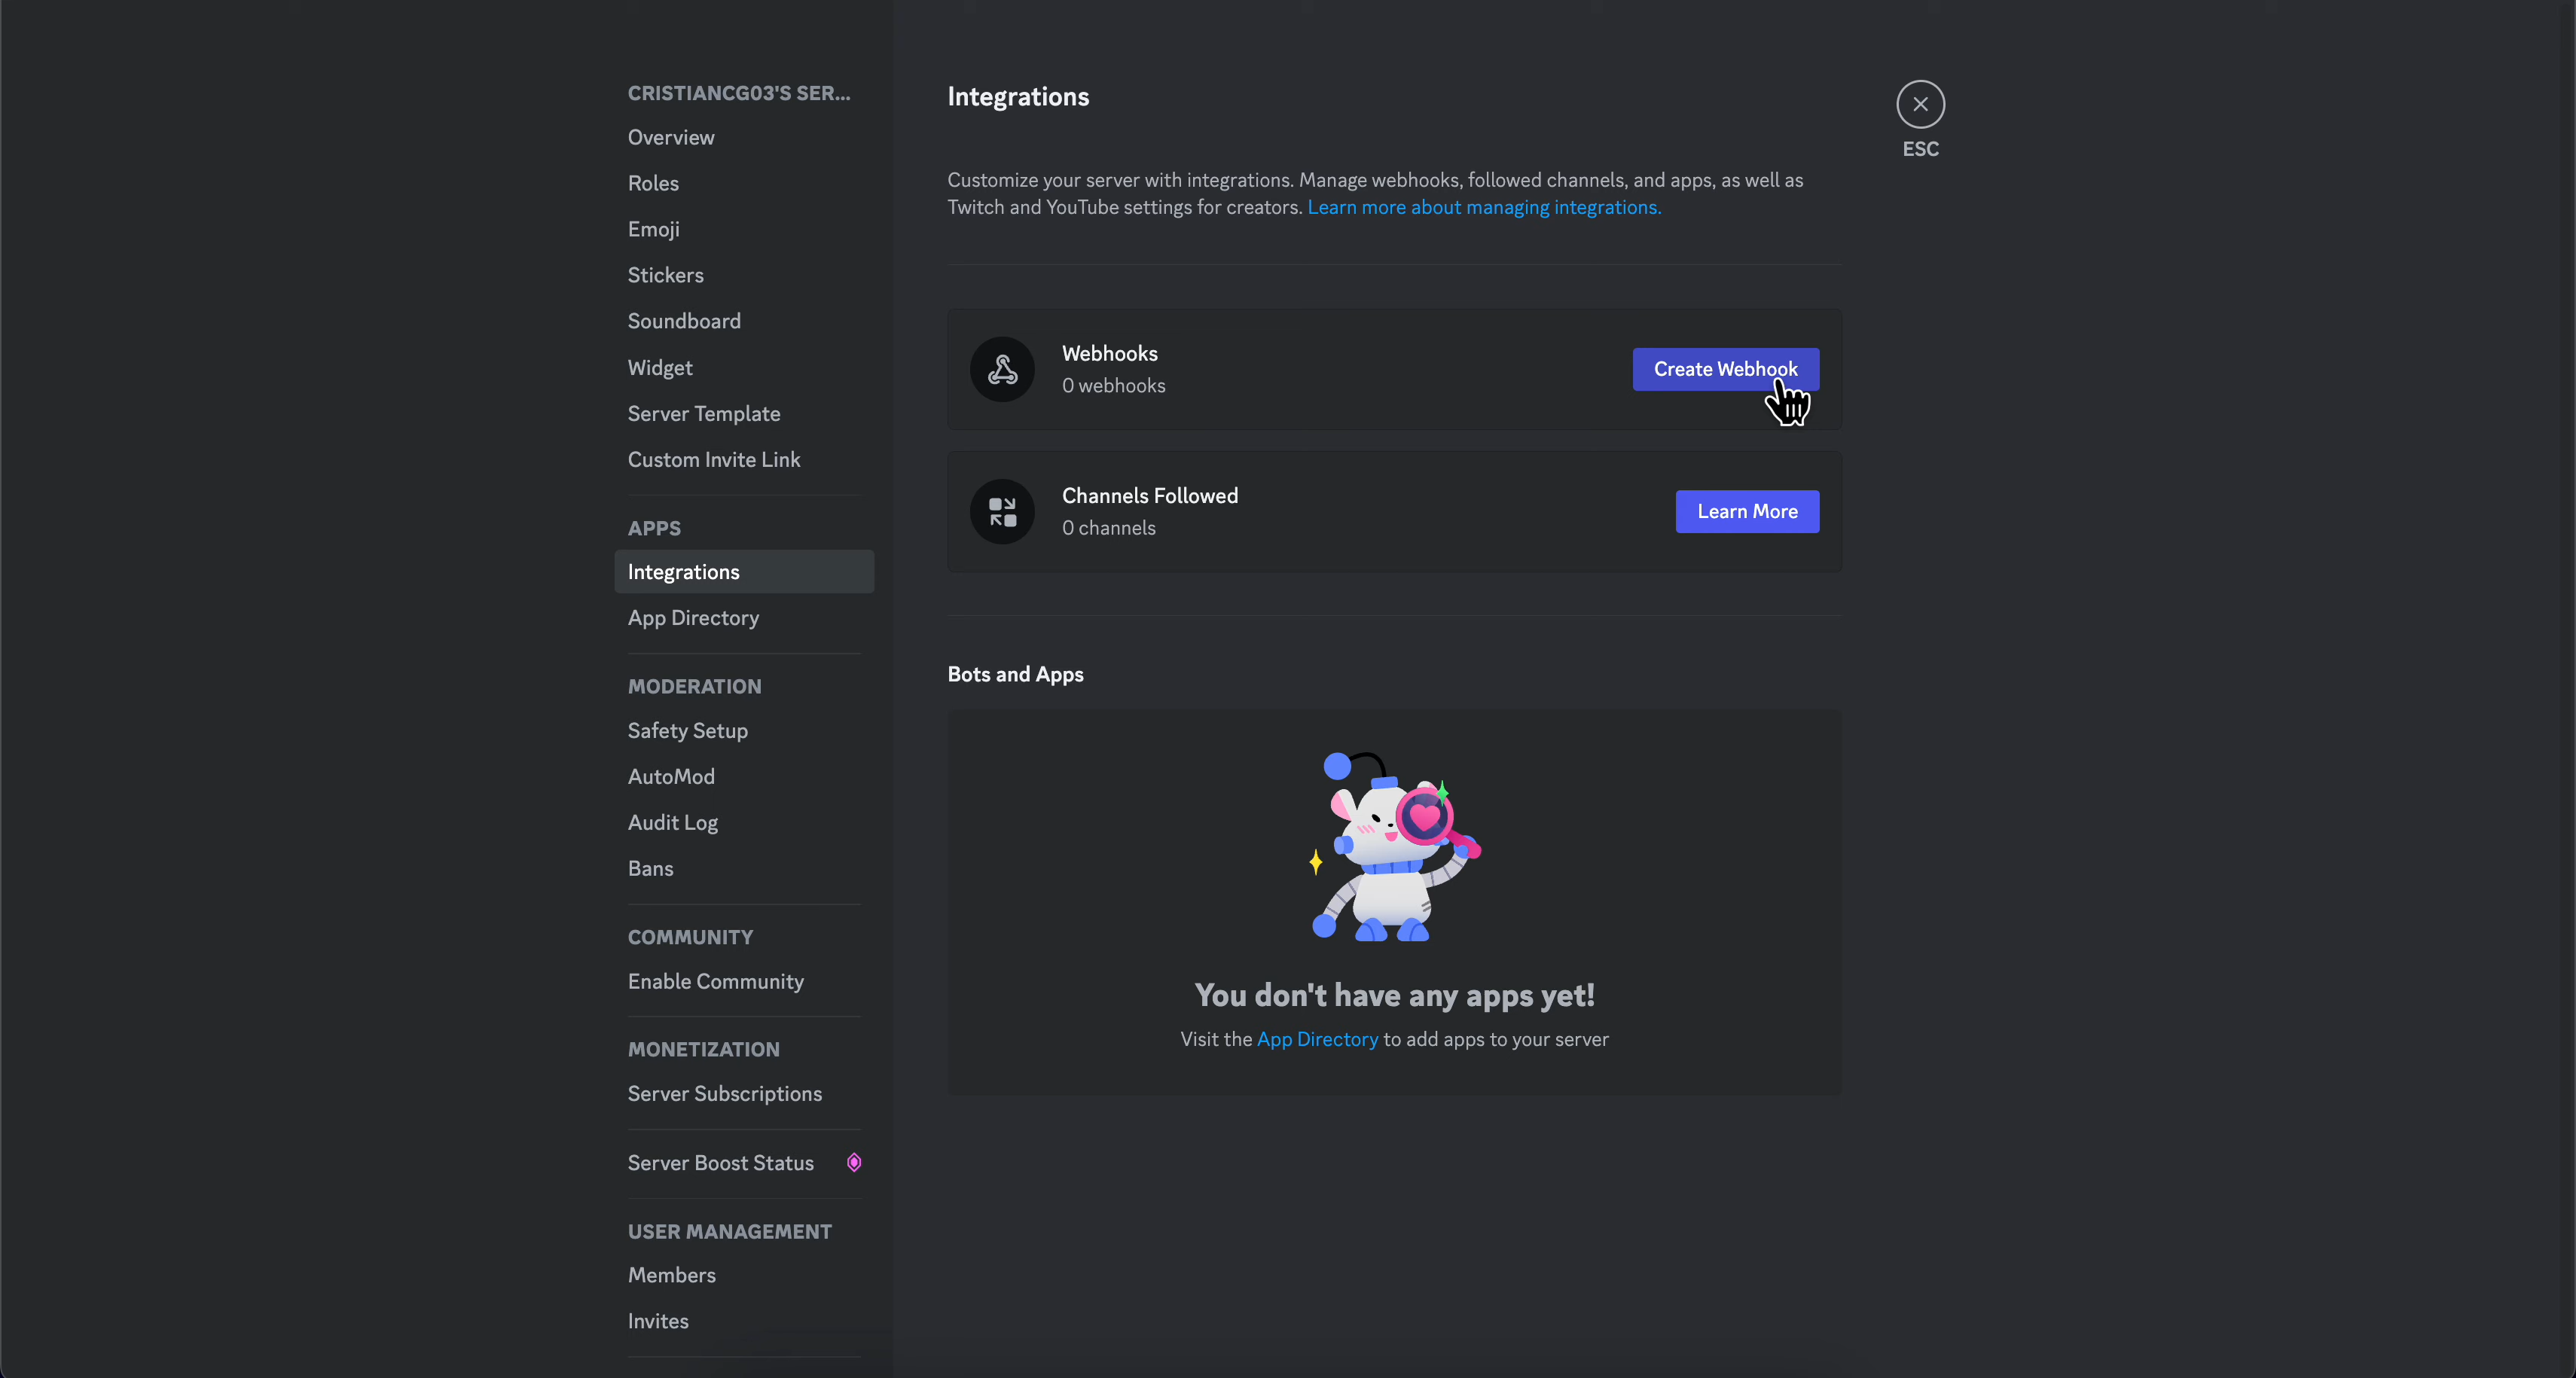 CRISTIANCG03'S SER...
Overview
Roles
Emoji
Stickers
Soundboard
Widget
Server Template
Custom Invite Link
APPS
Integrations
App Directory
MODERATION
Safety Setup
AutoMod
Audit Log
Bans
COMMUNITY
Enable Community
MONETIZATION
Server Subscriptions
Server Boost Status
USER MANAGEMENT
Members
Invites
Integrations
ESC
Customize your server with integrations. Manage webhooks, followed channels, and apps, as well as
Twitch and YouTube settings for creators. Learn more about managing integrations.
Webhooks
0 webhooks
Create Webhook
Channels Followed
0 channels
Learn More
Bots and Apps
You don't have any apps yet!
Visit the App Directory to add apps to your server